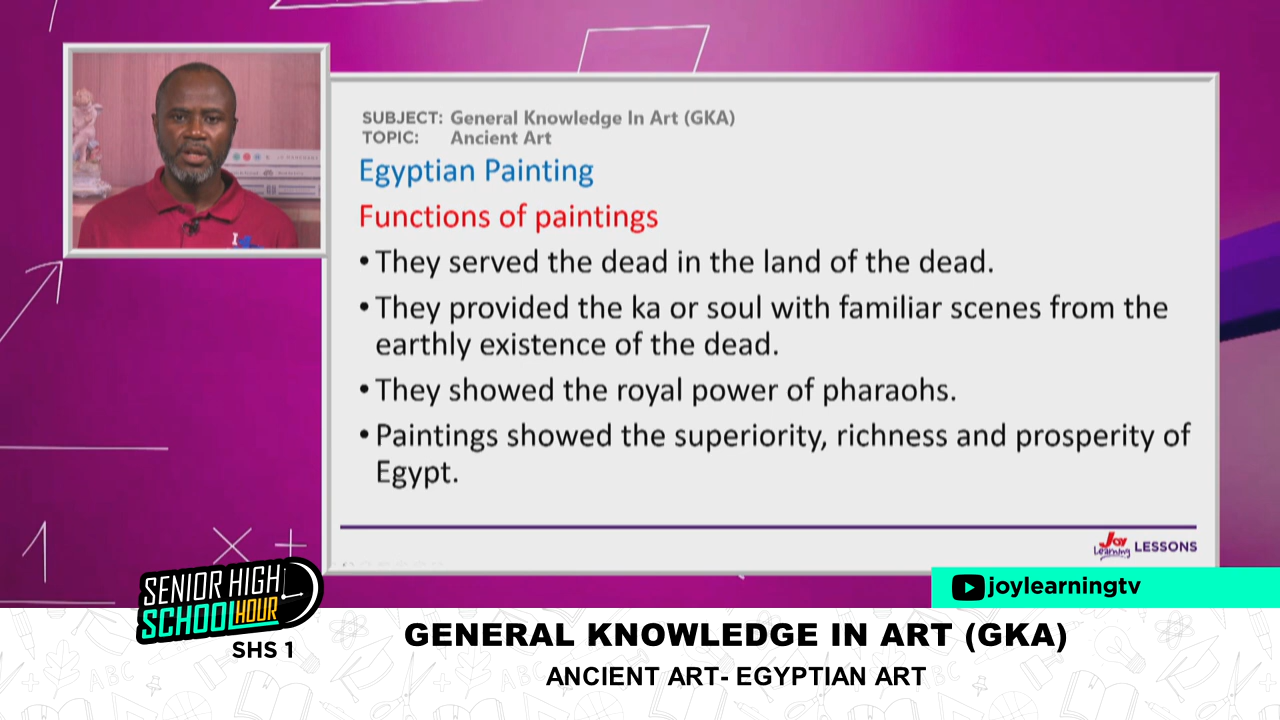 SUBJECT: General Knowledge In Art (GKA)
TOPIC: Ancient Art
Egyptian Painting
Functions of paintings
• They served the dead in the land of the dead.
• They provided the ka or soul with familiar scenes from the
earthly existence of the dead.
• They showed the royal power of pharaohs.
• Paintings showed the superiority, richness and prosperity of
Egypt.
Joy
Learning
LESSONS
joylearningtv
SENIOR HIGH
SCHOOL HOUR
SHS 1
GENERAL KNOWLEDGE IN ART (GKA)
ANCIENT ART- EGYPTIAN ART